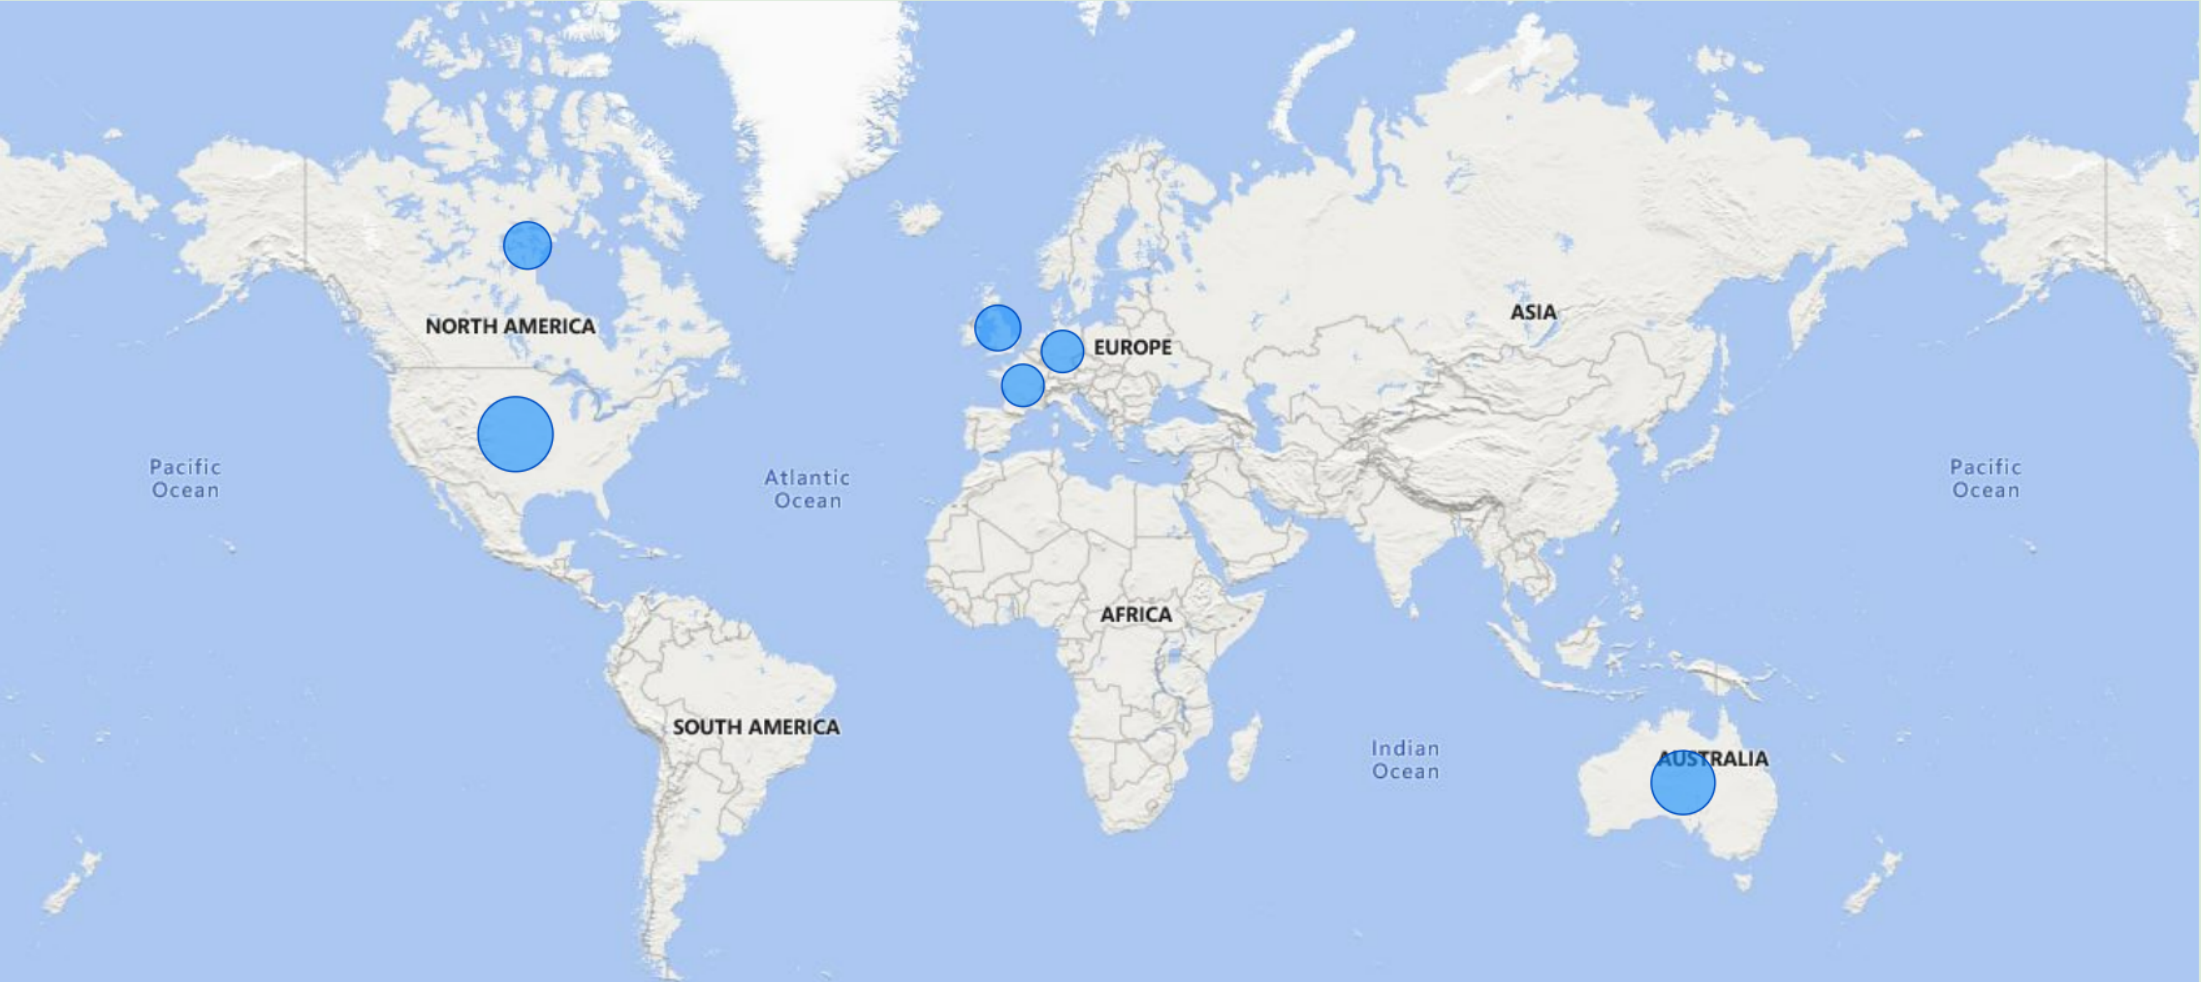 NORTH AMERICA
ASIA
EUROPE
Pacific
Ocean
Atlantic
Ocean
Pacific
Ocean
AFRICA
SOUTH AMERICA
Indian
Ocean
AUSTRALIA